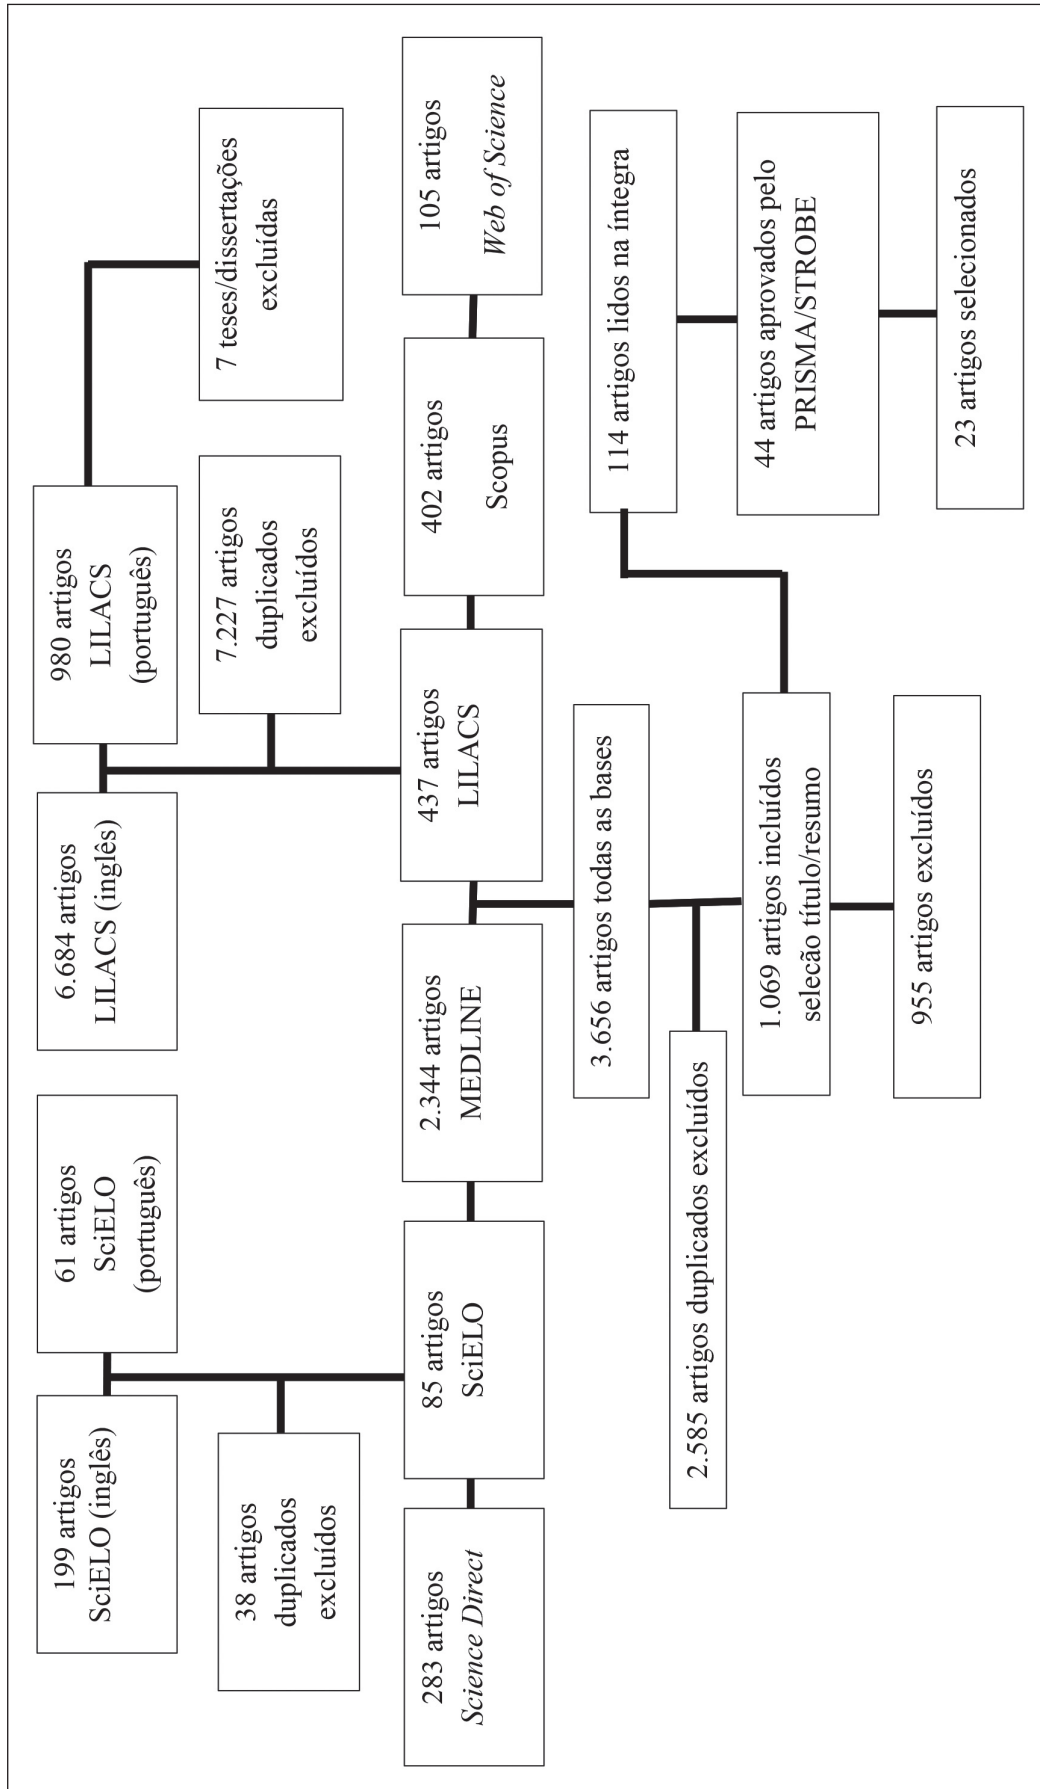 199 artigos
SciELO (inglês)
61 artigos
SciELO
(português)
6.684 artigos
LILACS (inglês)
980 artigos
LILACS
(português)
38 artigos
duplicados
excluídos
7.227 artigos
duplicados
excluídos
7 teses/dissertações
excluídas
283 artigos
Science Direct
85 artigos
SciELO
2.344 artigos
MEDLINE
437 artigos
LILACS
402 artigos
Scopus
105 artigos
Web of Science
3.656 artigos todas as bases
2.585 artigos duplicados excluídos
1.069 artigos incluídos
seleção título/resumo
955 artigos excluídos
114 artigos lidos na íntegra
44 artigos aprovados pelo
PRISMA/STROBE
23 artigos selecionados